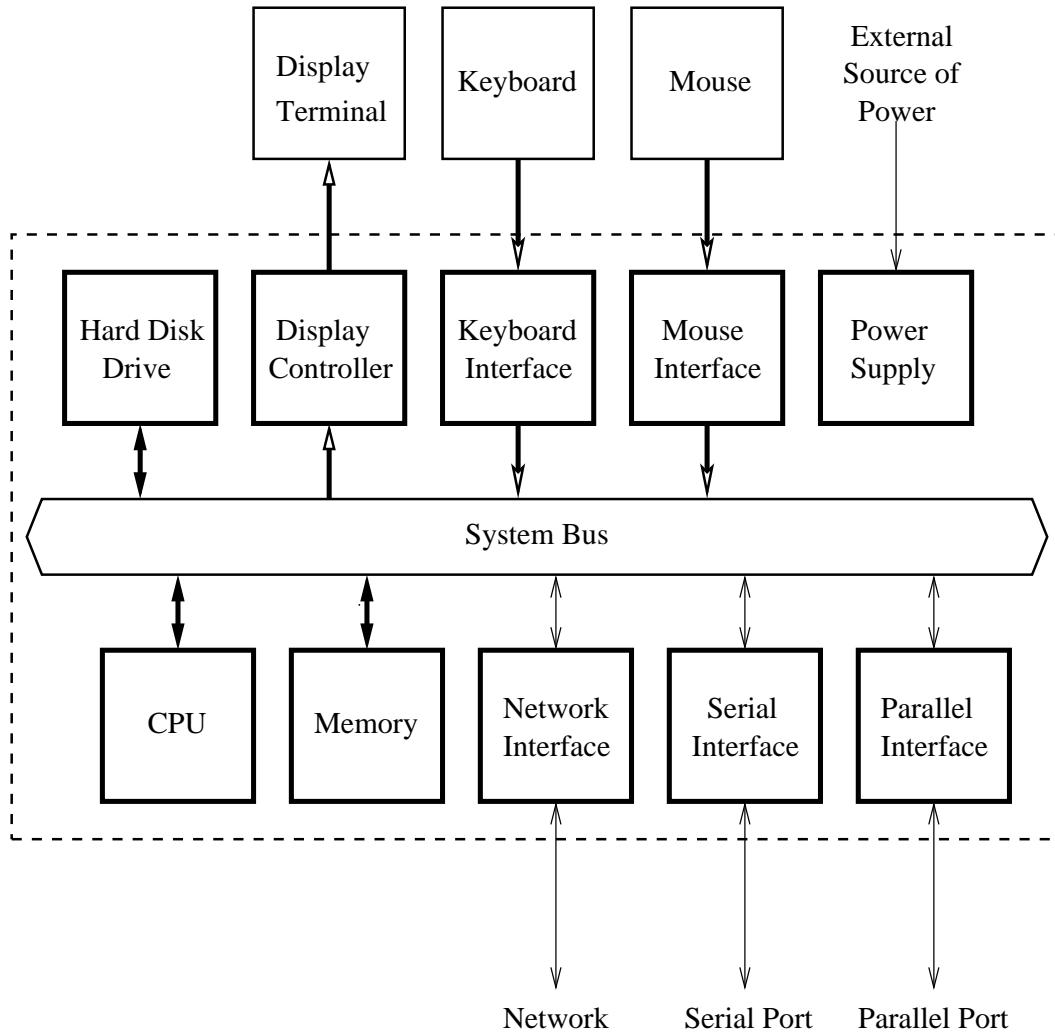 Display
Terminal
Keyboard
Mouse
External
Source of
Power
Hard Disk
Drive
Display
Controller
Keyboard
Interface
Mouse
Interface
Power
Supply
System Bus
CPU
Memory
Network
Interface
Serial
Interface
Parallel
Interface
Network
Serial Port
Parallel Port